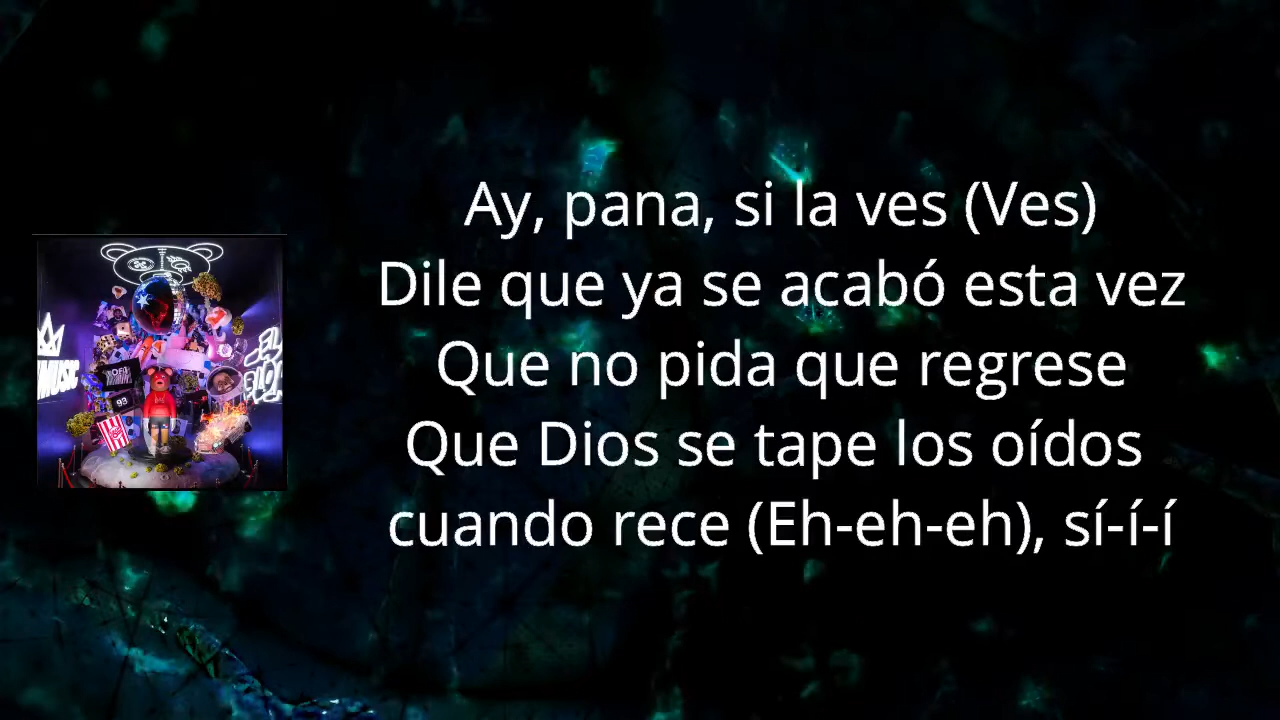 Ay, pana, si la ves (Ves)
Dile que ya se acabó esta vez
Que no pida que regrese
Que Dios se tape los oídos
cuando rece (Eh-eh-eh), sí-í-í
93